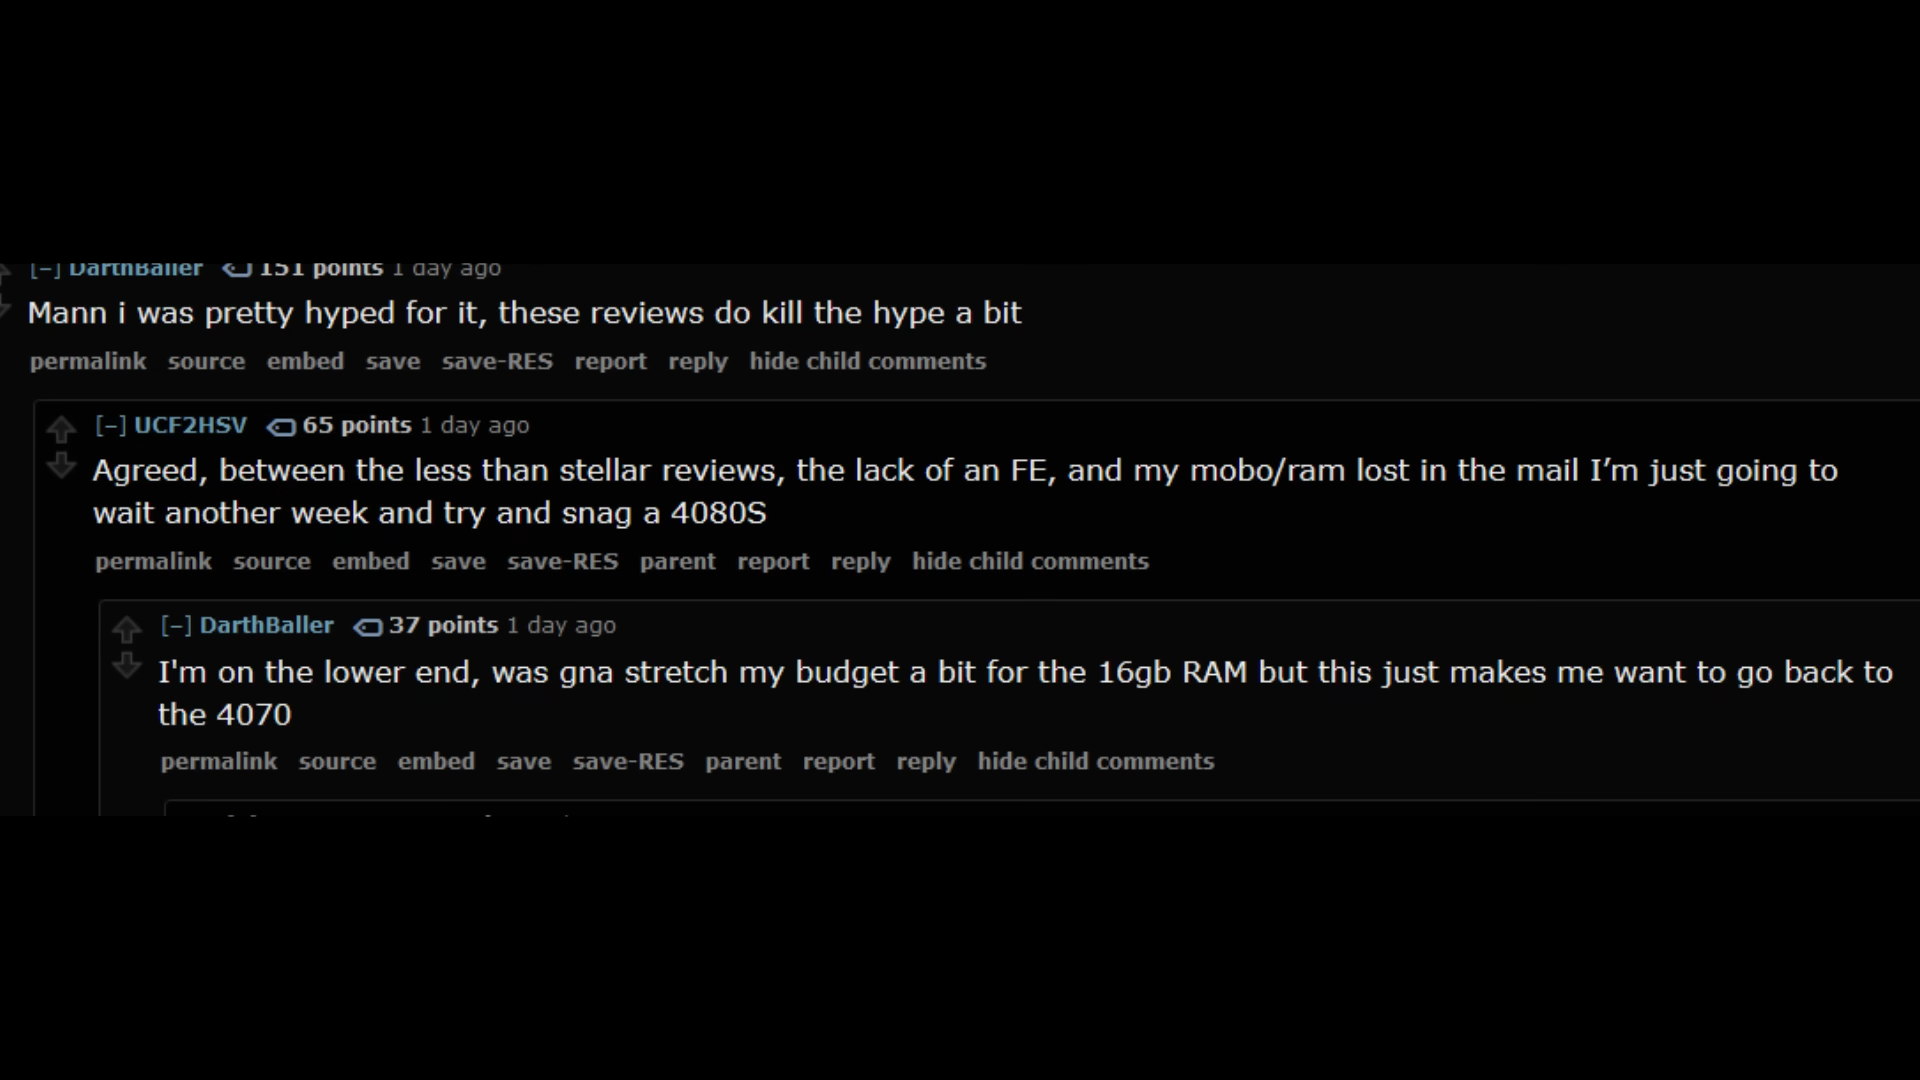 [–] DarthBaller 151 points 1 day ago
Mann i was pretty hyped for it, these reviews do kill the hype a bit
permalink source embed save save-RES report reply hide child comments
[–] UCF2HSV 65 points 1 day ago
Agreed, between the less than stellar reviews, the lack of an FE, and my mobo/ram lost in the mail I’m just going to
wait another week and try and snag a 4080S
permalink source embed save save-RES parent report reply hide child comments
[–] DarthBaller 37 points 1 day ago
I'm on the lower end, was gna stretch my budget a bit for the 16gb RAM but this just makes me want to go back to
the 4070
permalink source embed save save-RES parent report reply hide child comments